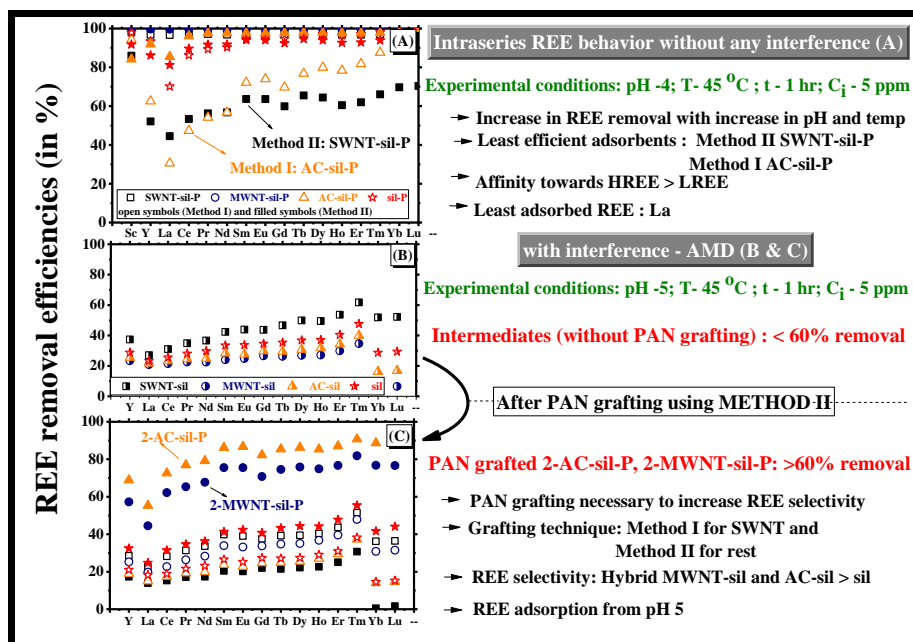 REE removal efficiencies (in %)
100
80
60
40
20
0
(A)
Method II: SWNT-sil-P
Method I: AC-sil-P
SWNT-sil-P MWNT-sil-P AC-sil-P sil-P
open symbols (Method I) and filled symbols (Method II)
Sc Y La Ce Pr Nd Sm Eu Gd Tb Dy Ho Er Tm Yb Lu --
100
80
60
40
20
0
(B)
SWNT-sil MWNT-sil AC-sil sil
Y La Ce Pr Nd Sm Eu Gd Tb Dy Ho Er Tm Yb Lu --
100
80
60
40
20
0
(C)
2-AC-sil-P
2-MWNT-sil-P
Y La Ce Pr Nd Sm Eu Gd Tb Dy Ho Er Tm Yb Lu --
Intraseries REE behavior without any interference (A)
Experimental conditions: pH -4; T- 45 °C ; t - 1 hr; Ci - 5 ppm
Increase in REE removal with increase in pH and temp
Least efficient adsorbents : Method II SWNT-sil-P
Method I AC-sil-P
Affinity towards HREE > LREE
Least adsorbed REE : La
with interference - AMD (B & C)
Experimental conditions: pH -5; T- 45 °C ; t - 1 hr; Ci - 5 ppm
Intermediates (without PAN grafting) : < 60% removal
After PAN grafting using METHOD II
PAN grafted 2-AC-sil-P, 2-MWNT-sil-P: >60% removal
PAN grafting necessary to increase REE selectivity
Grafting technique: Method I for SWNT and
Method II for rest
REE selectivity: Hybrid MWNT-sil and AC-sil > sil
REE adsorption from pH 5